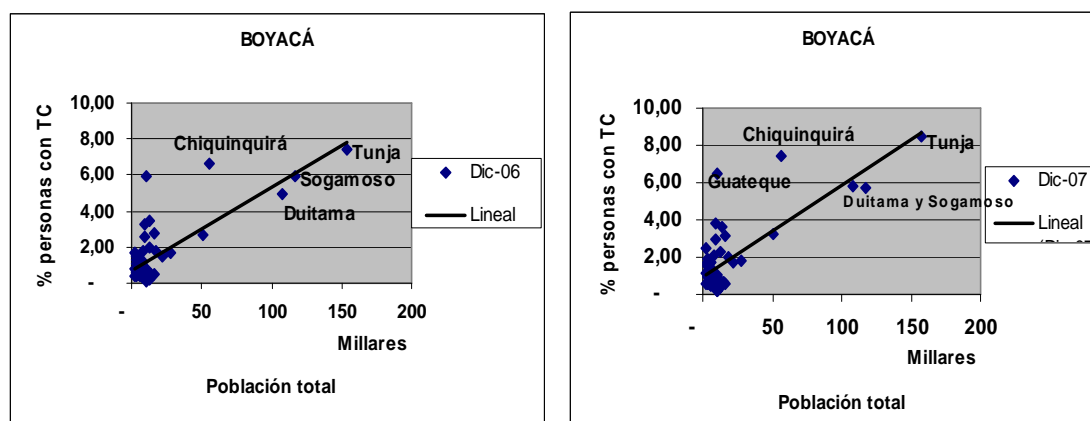 BOYACÁ
% personas con TC
10,00
8,00
6,00
4,00
2,00
-
Chiquinquirá
Tunja
Sogamoso
Duitama
- 50 100 150 200
Millares
Población total
Dic-06
Lineal
BOYACÁ
% personas con TC
10,00
8,00
6,00
4,00
2,00
-
Chiquinquirá
Tunja
Guateque
Duitama y Sogamoso
- 50 100 150 200
Millares
Población total
Dic-07
Lineal